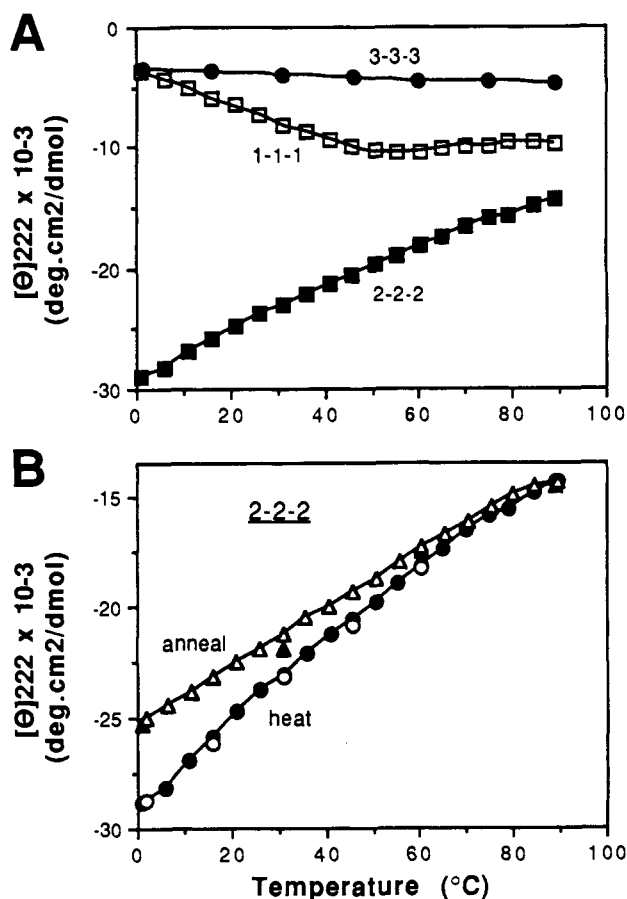 A
[Θ]222 x 10-3
(deg.cm2/dmol)
0
-10
-20
-30
3-3-3
1-1-1
2-2-2
0 20 40 60 80 100
B
[Θ]222 x 10-3
(deg.cm2/dmol)
-15
-20
-25
-30
2-2-2
anneal
heat
0 20 40 60 80 100
Temperature (°C)